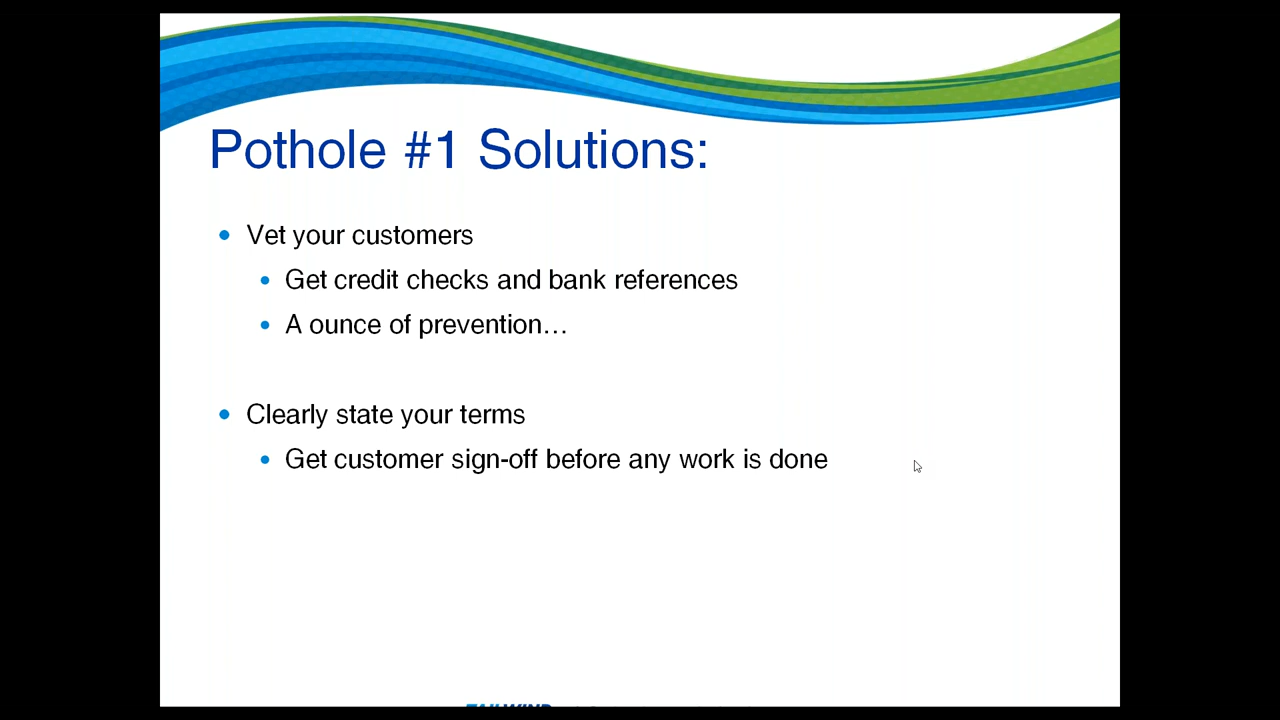 Pothole #1 Solutions:
Vet your customers
Get credit checks and bank references
A ounce of prevention…
Clearly state your terms
Get customer sign-off before any work is done